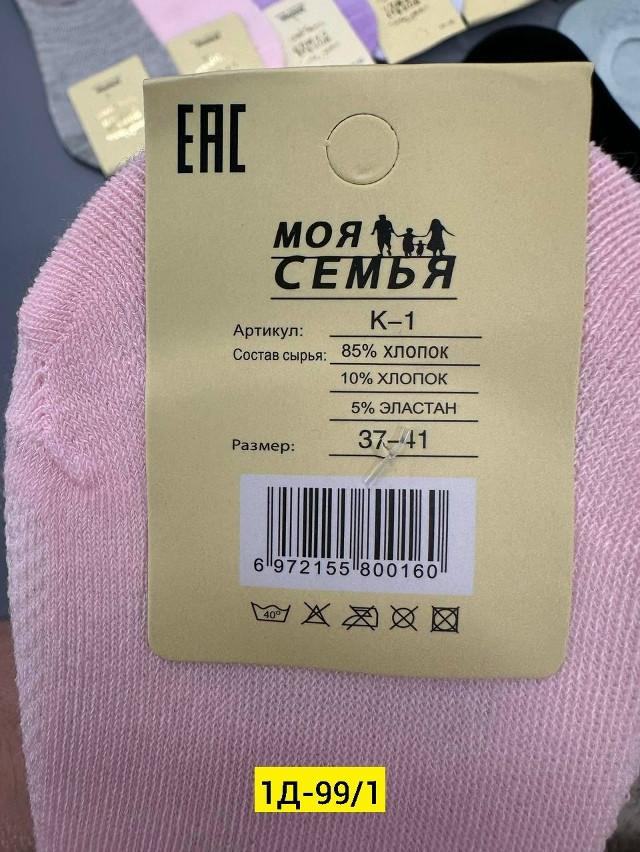 EAC
МОЯ
СЕМЬЯ
Артикул: К-1
Состав сырья: 85% ХЛОПОК
10% ХЛОПОК
5% ЭЛАСТАН
Размер: 37-41
6 972155 800160
40°
1Д-99/1